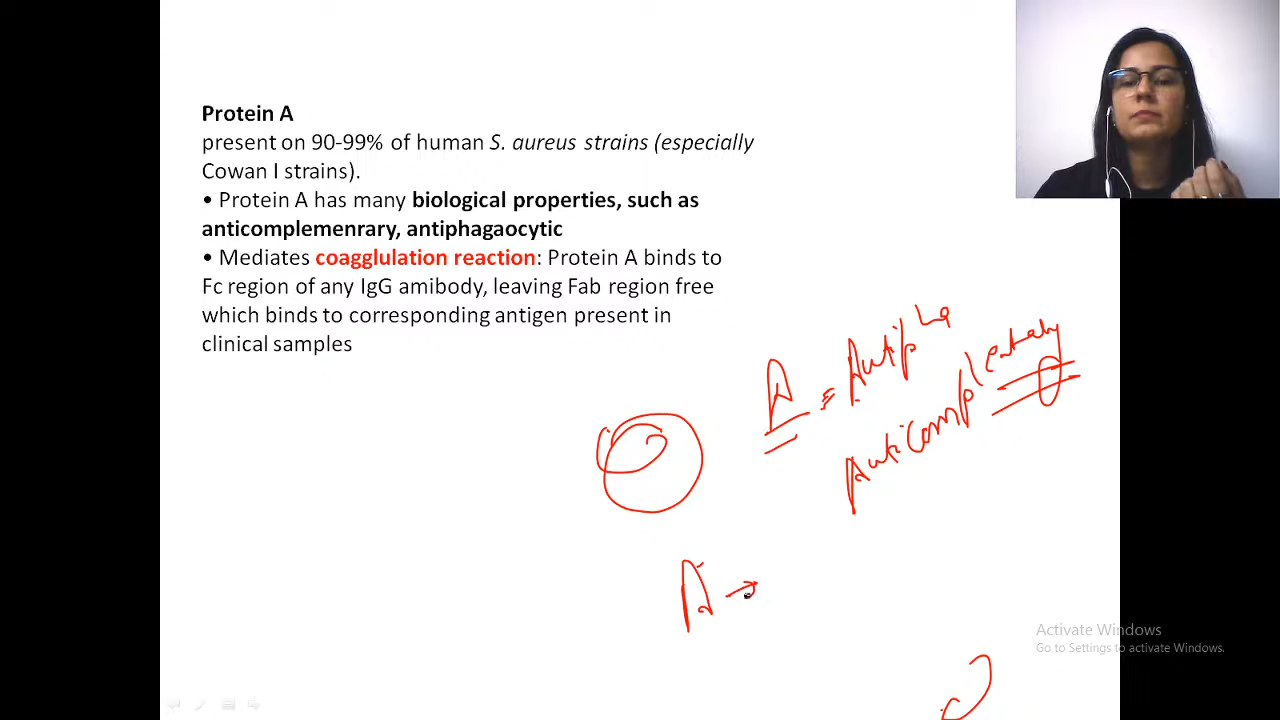 Protein A
present on 90-99% of human S. aureus strains (especially
Cowan I strains).
• Protein A has many biological properties, such as
anticomplemenrary, antiphagaocytic
• Mediates coagglulation reaction: Protein A binds to
Fc region of any IgG amibody, leaving Fab region free
which binds to corresponding antigen present in
clinical samples
A = Antipha
A →
Activate Windows
Go to Settings to activate Windows.